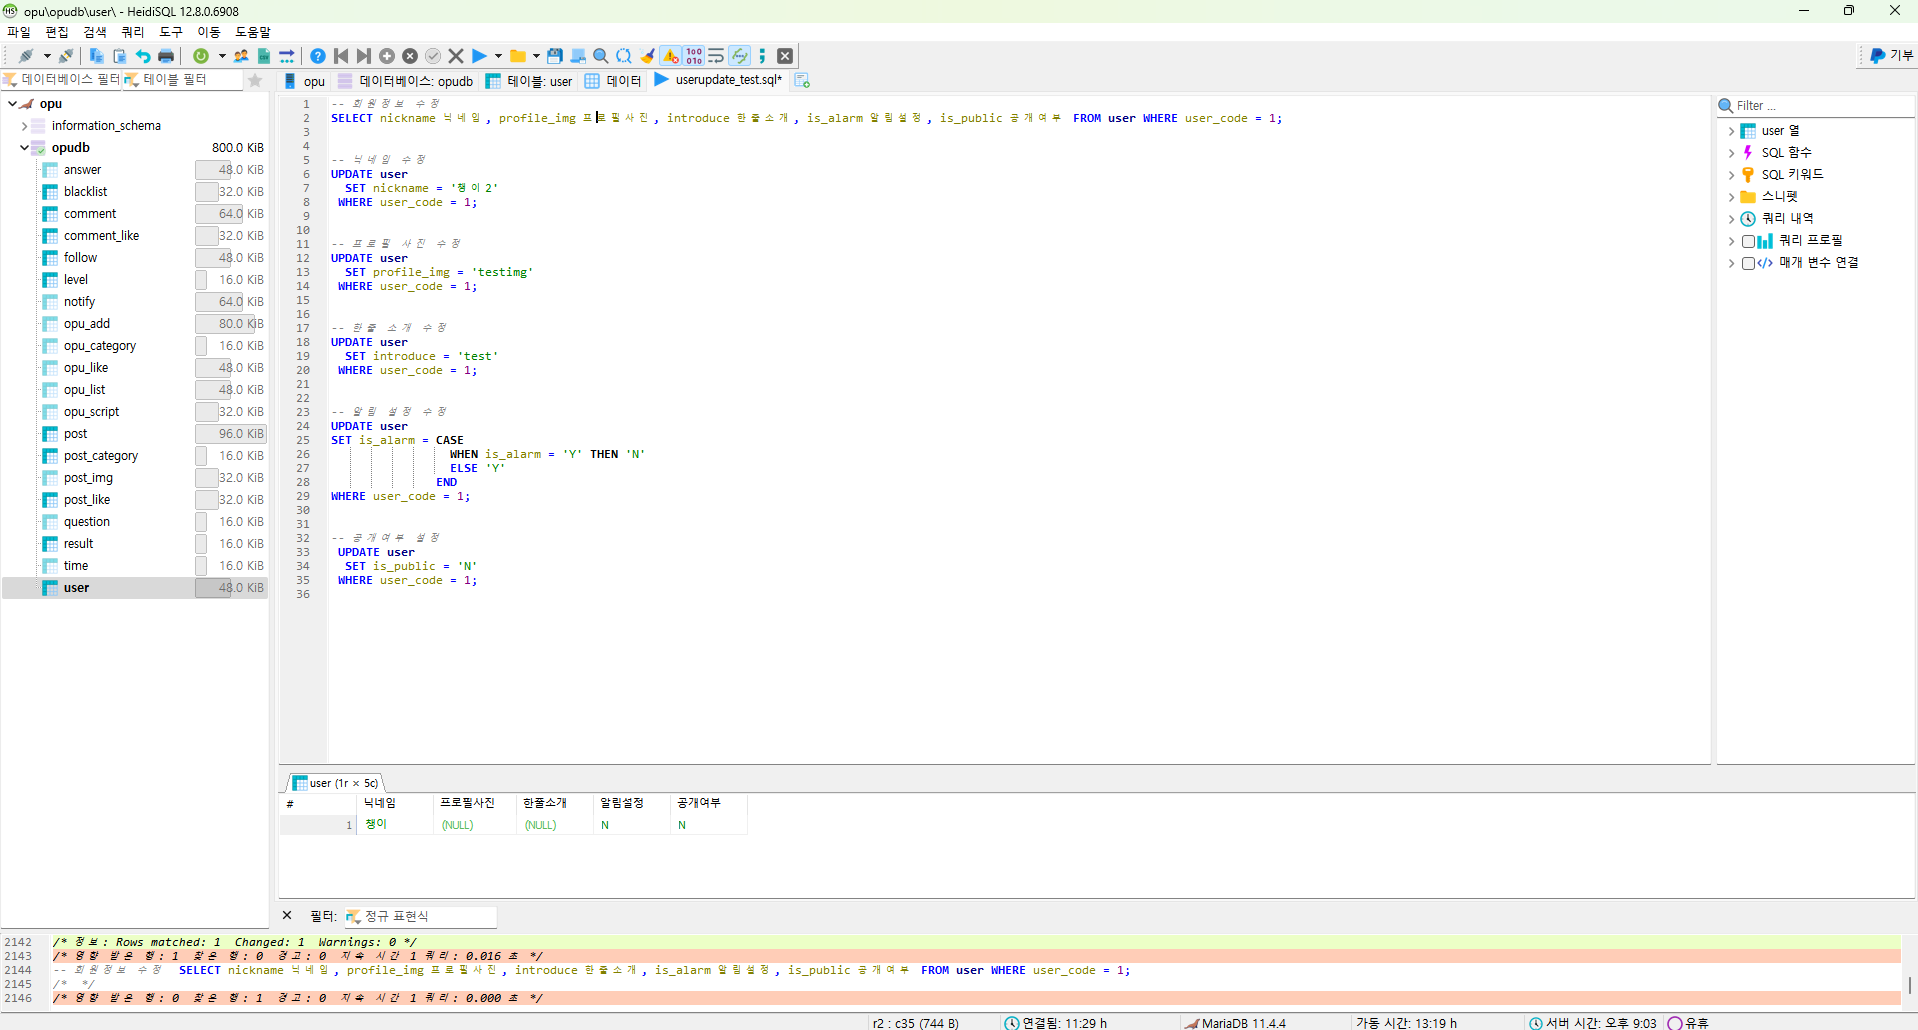 opu\opudb\user\ - HeidiSQL 12.8.0.6908
파일 편집 검색 쿼리 도구 이동 도움말
기부
데이터베이스 필터 테이블 필터
opu 데이터베이스: opudb 테이블: user 데이터 userupdate_test.sql*
opu
information_schema
opudb 800.0 KiB
answer 48.0 KiB
blacklist 32.0 KiB
comment 64.0 KiB
comment_like 32.0 KiB
follow 48.0 KiB
level 16.0 KiB
notify 64.0 KiB
opu_add 80.0 KiB
opu_category 16.0 KiB
opu_like 48.0 KiB
opu_list 48.0 KiB
opu_script 32.0 KiB
post 96.0 KiB
post_category 16.0 KiB
post_img 32.0 KiB
post_like 32.0 KiB
question 16.0 KiB
result 16.0 KiB
time 16.0 KiB
user 48.0 KiB
1 -- 회원정보 수정
2 SELECT nickname 닉네임, profile_img 프로필사진, introduce 한줄소개, is_alarm 알림설정, is_public 공개여부 FROM user WHERE user_code = 1;
3
4
5 -- 닉네임 수정
6 UPDATE user
7 SET nickname = '챙이2'
8 WHERE user_code = 1;
9
10
11 -- 프로필 사진 수정
12 UPDATE user
13 SET profile_img = 'testimg'
14 WHERE user_code = 1;
15
16
17 -- 한줄 소개 수정
18 UPDATE user
19 SET introduce = 'test'
20 WHERE user_code = 1;
21
22
23 -- 알림 설정 수정
24 UPDATE user
25 SET is_alarm = CASE
26 WHEN is_alarm = 'Y' THEN 'N'
27 ELSE 'Y'
28 END
29 WHERE user_code = 1;
30
31
32 -- 공개여부 설정
33 UPDATE user
34 SET is_public = 'N'
35 WHERE user_code = 1;
36
Filter ...
user 열
SQL 함수
SQL 키워드
스니펫
쿼리 내역
쿼리 프로필
매개 변수 연결
user (1r × 5c)
# 닉네임 프로필사진 한줄소개 알림설정 공개여부
1 챙이 (NULL) (NULL) N N
필터: 정규 표현식
2142 /* 정보: Rows matched: 1 Changed: 1 Warnings: 0 */
2143 /* 영향 받은 행: 1 찾은 행: 0 경고: 0 지속 시간 1 쿼리: 0.016 초 */
2144 -- 회원정보 수정 SELECT nickname 닉네임, profile_img 프로필사진, introduce 한줄소개, is_alarm 알림설정, is_public 공개여부 FROM user WHERE user_code = 1;
2145 /* */
2146 /* 영향 받은 행: 0 찾은 행: 1 경고: 0 지속 시간 1 쿼리: 0.000 초 */
r2 : c35 (744 B) 연결됨: 11:29 h MariaDB 11.4.4 가동 시간: 13:19 h 서버 시간: 오후 9:03 유휴